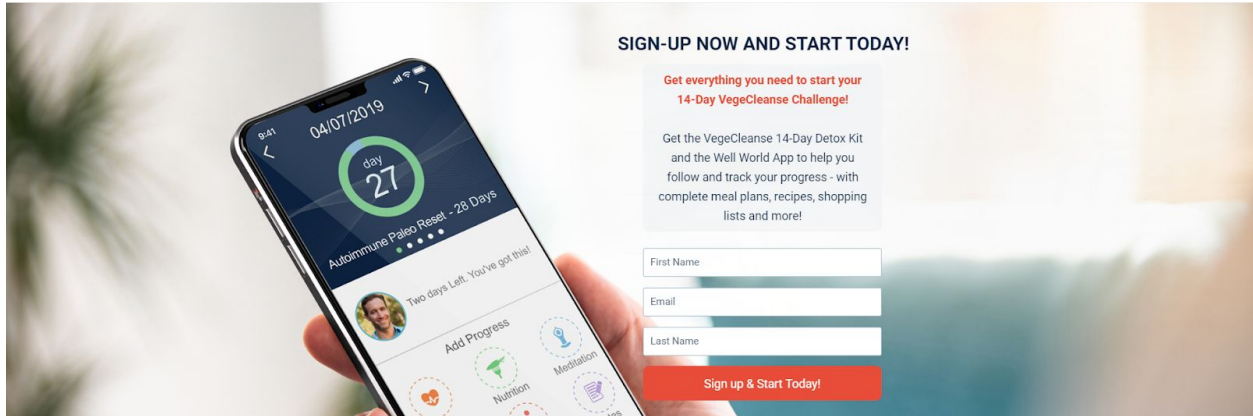 SIGN-UP NOW AND START TODAY!
Get everything you need to start your
14-Day VegeCleanse Challenge!
Get the VegeCleanse 14-Day Detox Kit
and the Well World App to help you
follow and track your progress - with
complete meal plans, recipes, shopping
lists and more!
First Name
Email
Last Name
Sign up & Start Today!
9:41
04/07/2019
day
27
Autoimmune Paleo Reset - 28 Days
Two days Left. You've got this!
Add Progress
Nutrition
Meditation